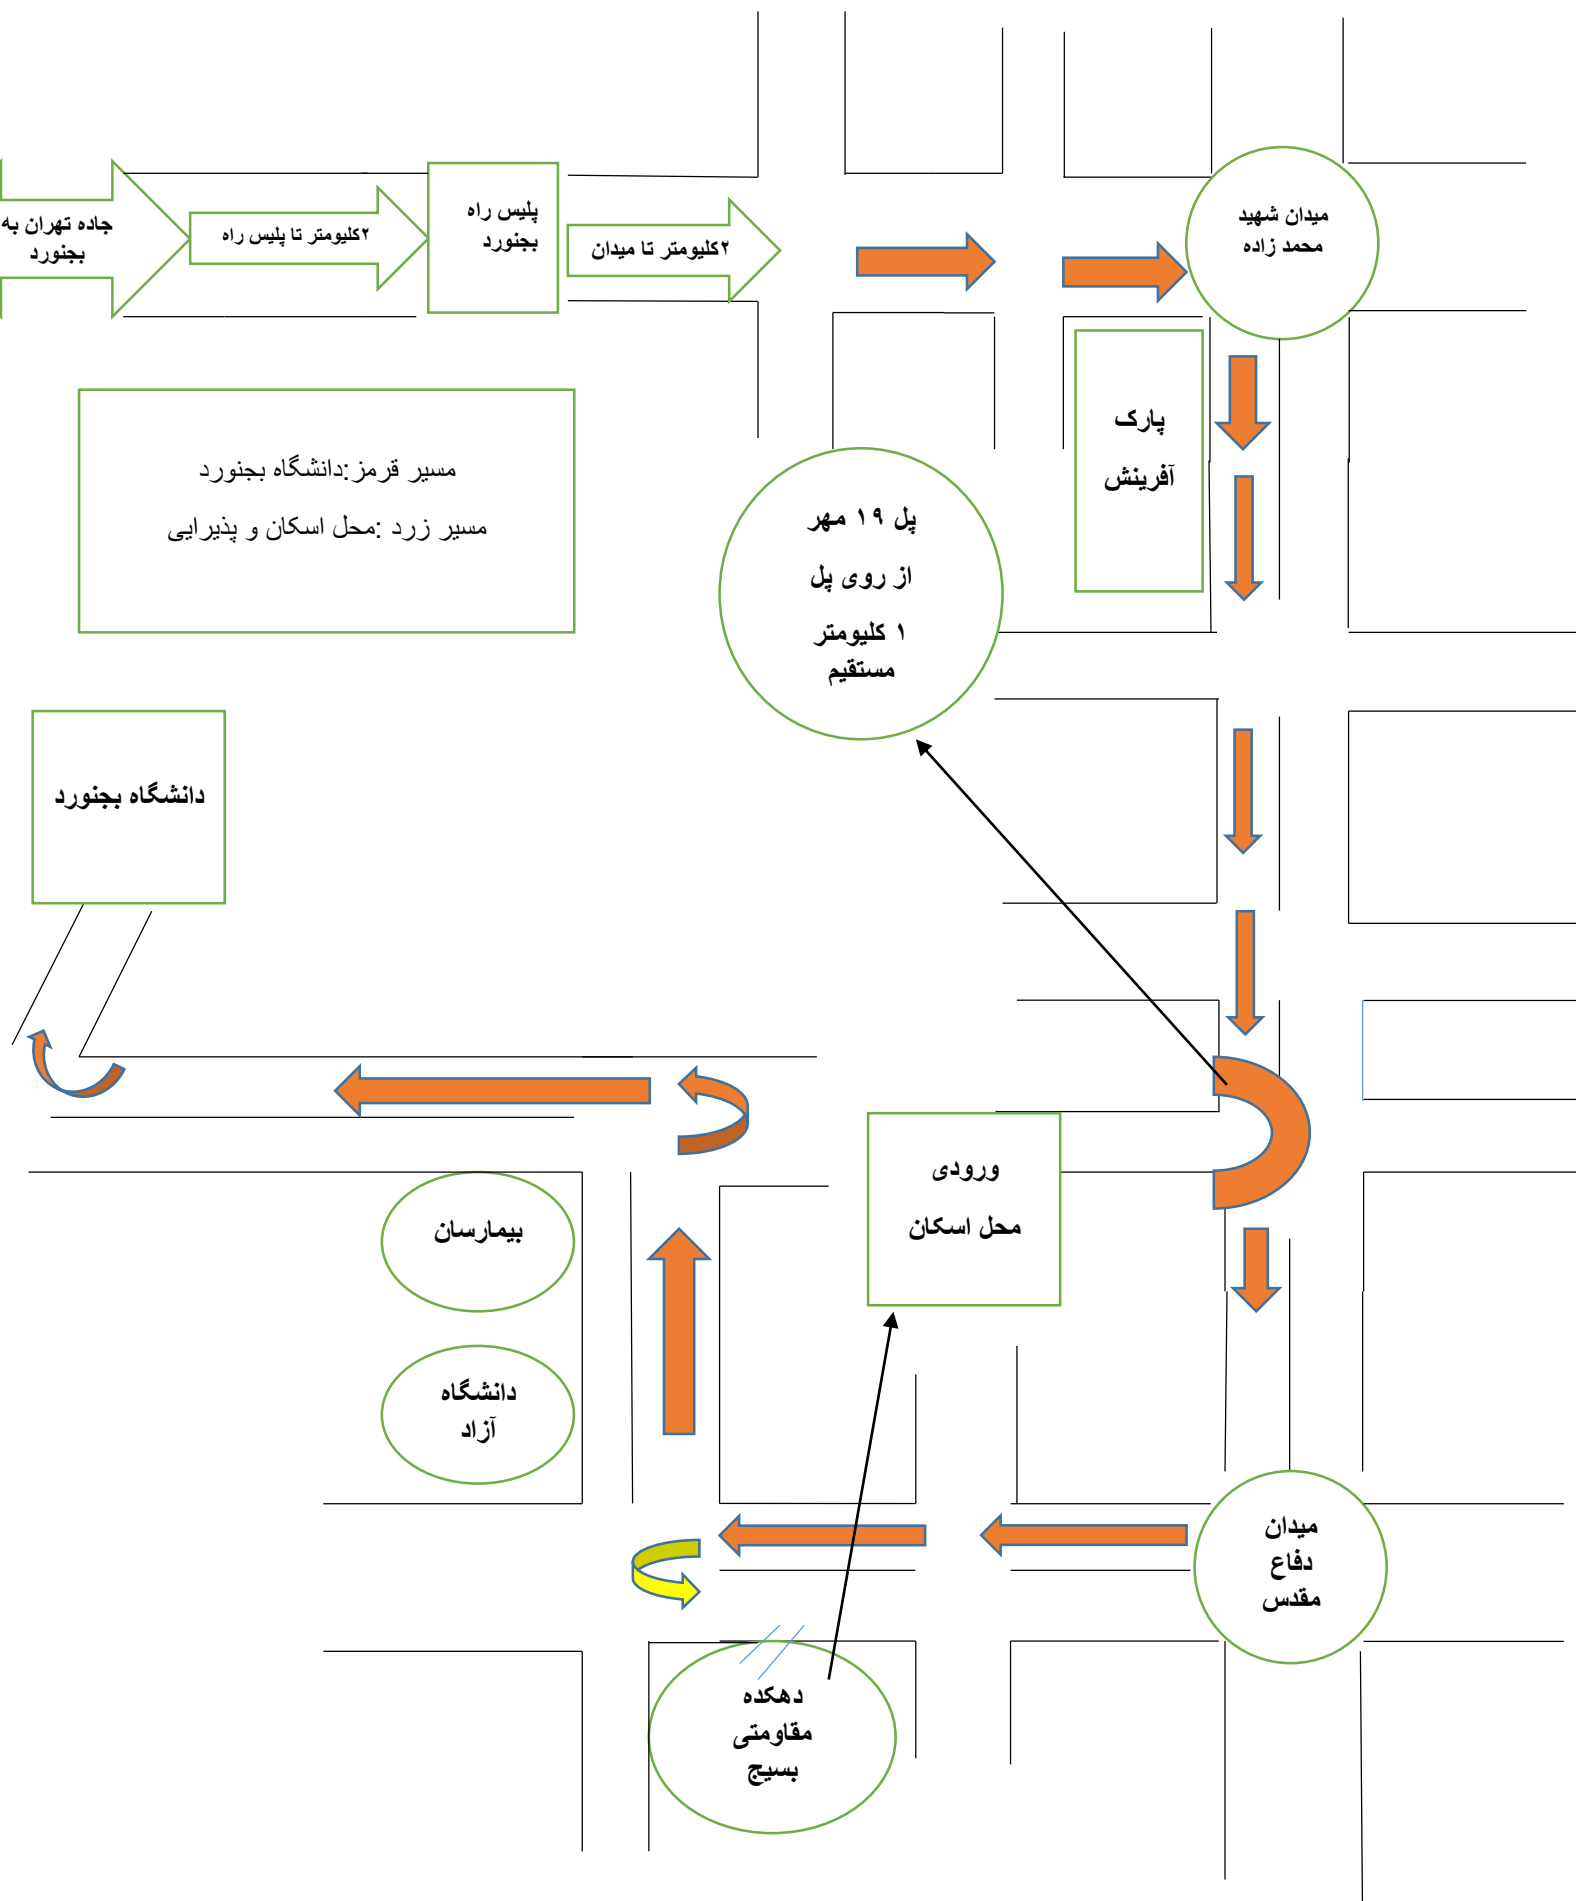 جاده تهران به
بجنورد
۲کلیومتر تا پلیس راه
پلیس راه
بجنورد
۲کلیومتر تا میدان
میدان شهید
محمد زاده
مسیر قرمز:دانشگاه بجنورد
مسیر زرد :محل اسکان و پذیرایی
پارک
آفرینش
پل ۱۹ مهر
از روی پل
۱ کلیومتر
مستقیم
دانشگاه بجنورد
ورودی
محل اسکان
بیمارسان
دانشگاه
آزاد
میدان
دفاع
مقدس
دهکده
مقاومتی
بسیج